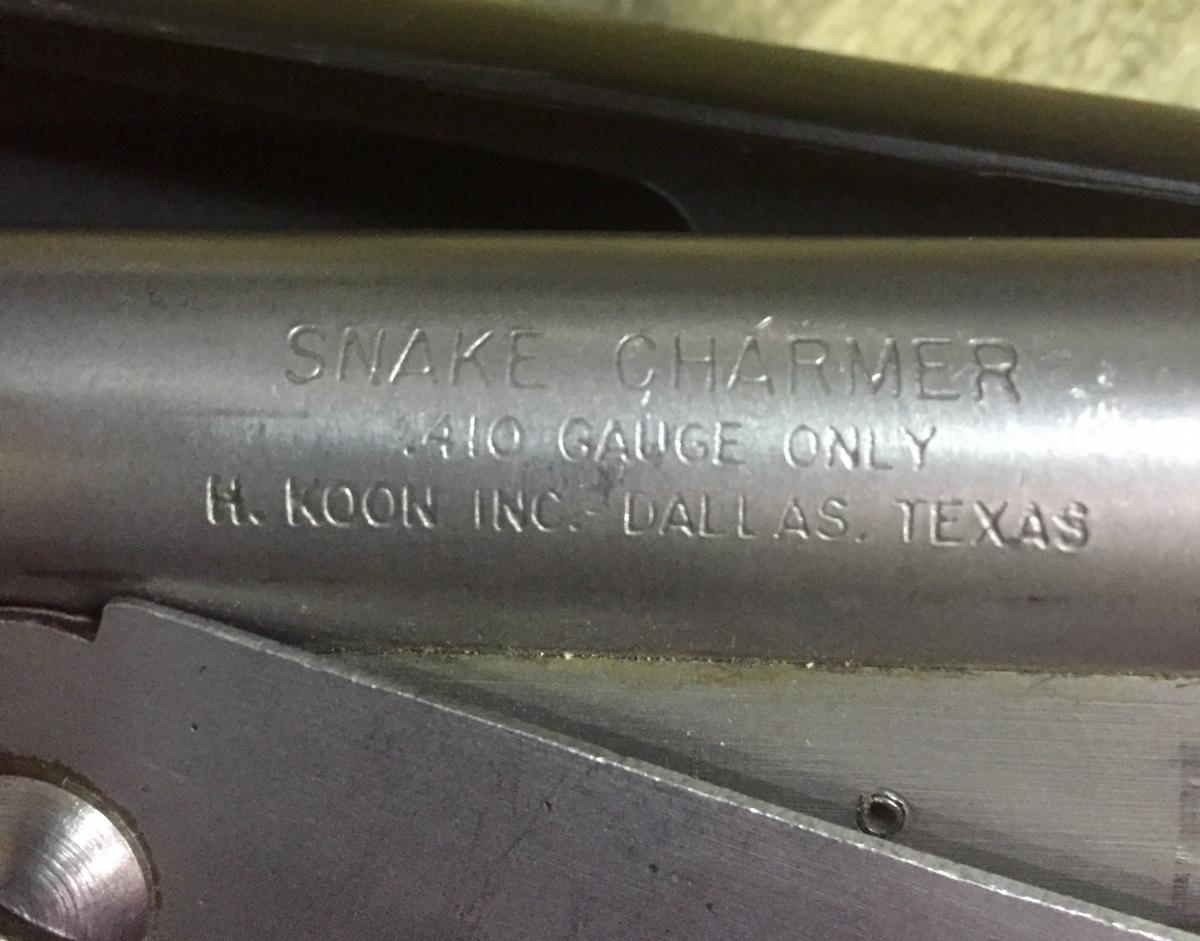 SNAKE CHARMER
.410 GAUGE ONLY
H. KOON INC.- DALLAS. TEXAS